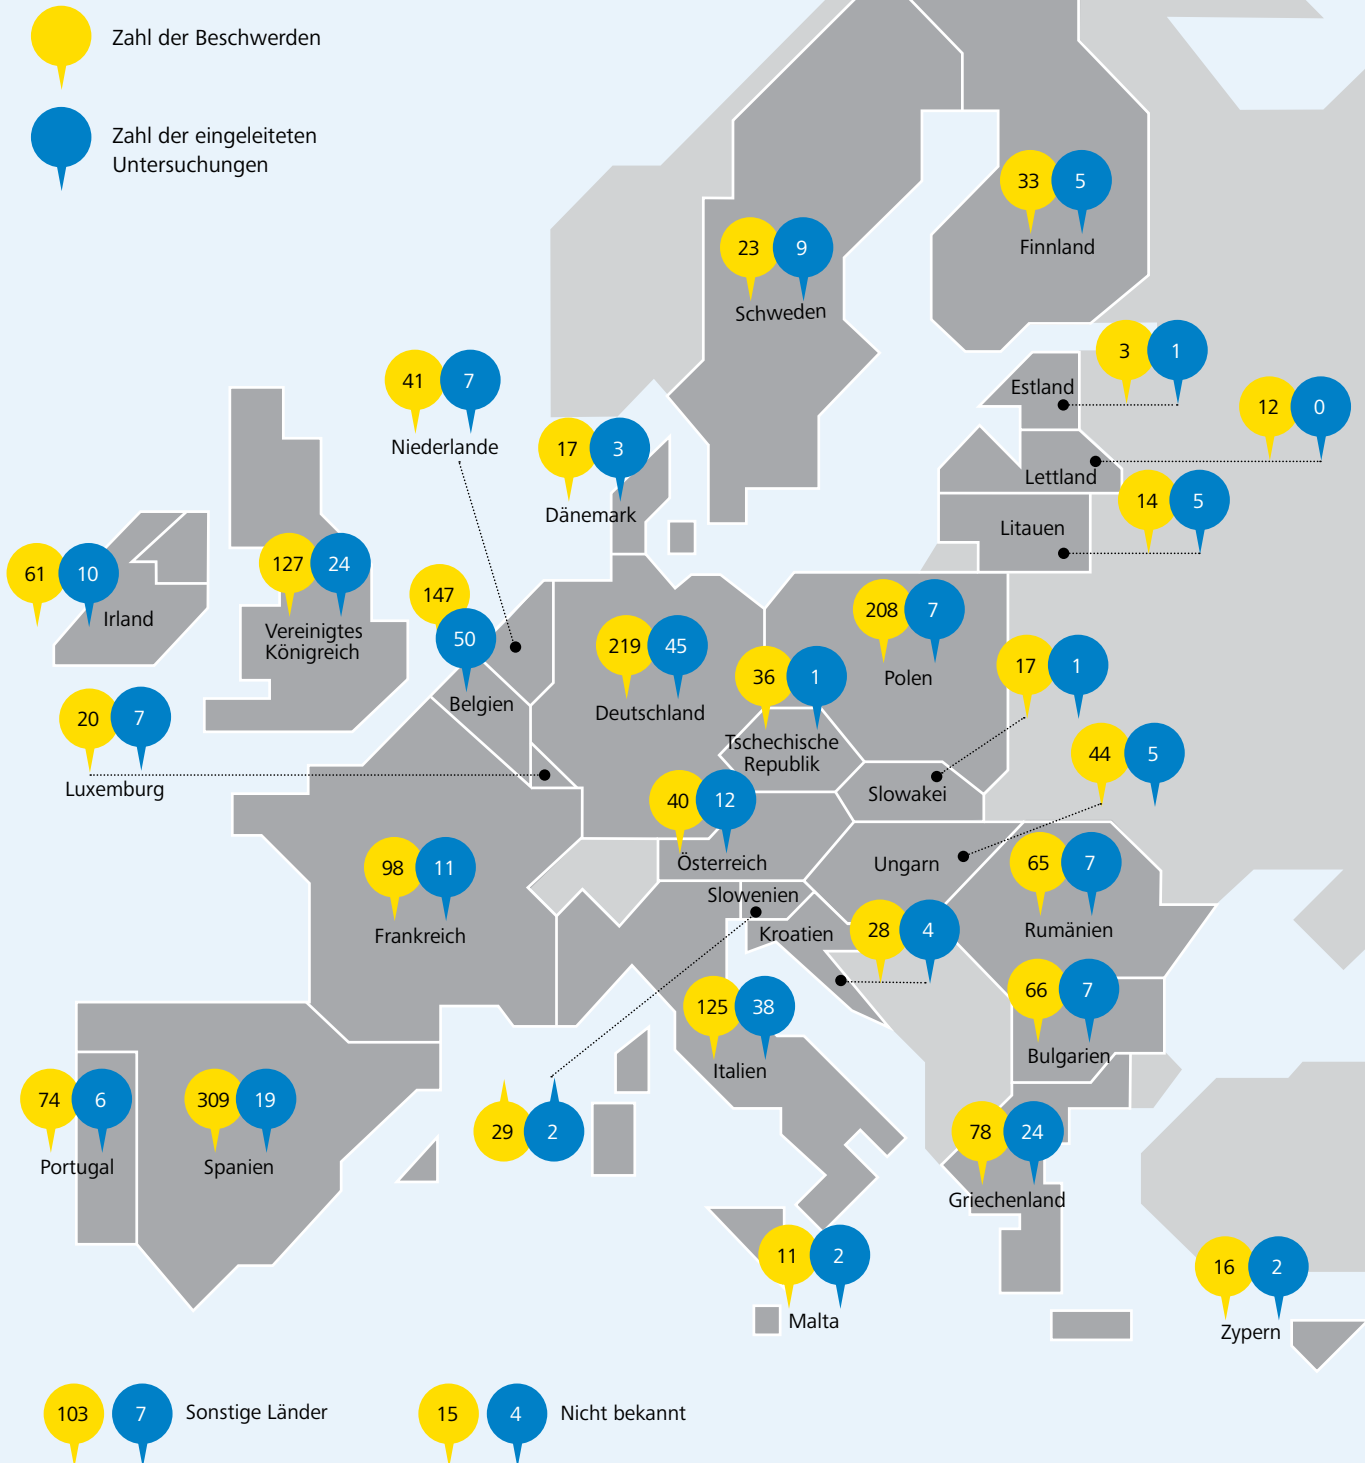 Zahl der Beschwerden
Zahl der eingeleiteten
Untersuchungen
33 5
Finnland
23 9
Schweden
3 1
Estland
12 0
Lettland
14 5
Litauen
41 7
Niederlande
17 3
Dänemark
61 10
Irland
127 24
Vereinigtes
Königreich
147
50
Belgien
219 45
Deutschland
208 7
Polen
36 1
Tschechische
Republik
17 1
Slowakei
20 7
Luxemburg
44 5
Ungarn
40 12
Österreich
98 11
Frankreich
Slowenien
29 2
Kroatien
28 4
65 7
Rumänien
66 7
Bulgarien
125 38
Italien
74 6
Portugal
309 19
Spanien
78 24
Griechenland
11 2
Malta
16 2
Zypern
103 7 Sonstige Länder
15 4 Nicht bekannt